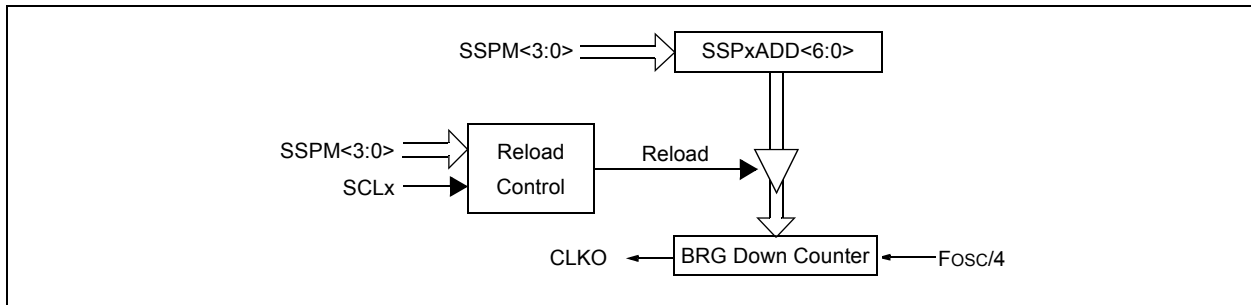 SSPM<3:0>
SSPxADD<6:0>
SSPM<3:0>
SCLx
Reload
Control
Reload
CLKO
BRG Down Counter
FOSC/4